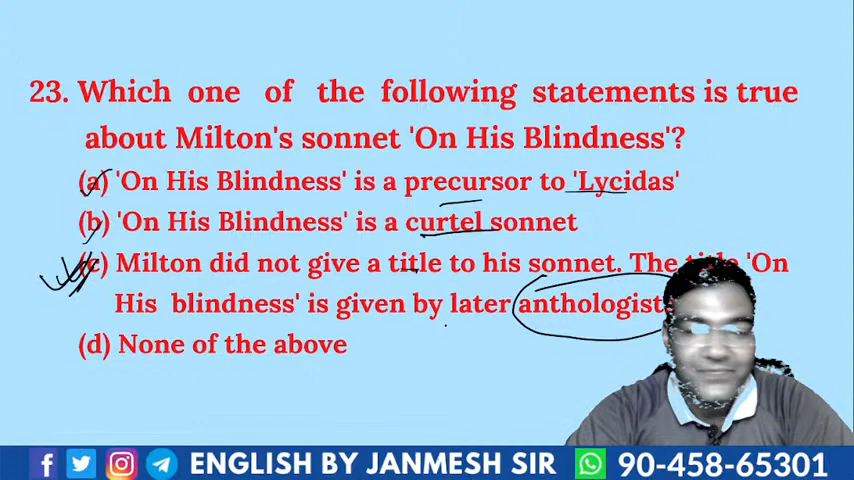 23. Which one of the following statements is true
about Milton's sonnet 'On His Blindness'?
(a) 'On His Blindness' is a precursor to 'Lycidas'
(b) 'On His Blindness' is a curtel sonnet
(c) Milton did not give a title to his sonnet. The title 'On
His blindness' is given by later anthologist
(d) None of the above
f ENGLISH BY JANMESH SIR 90-458-65301